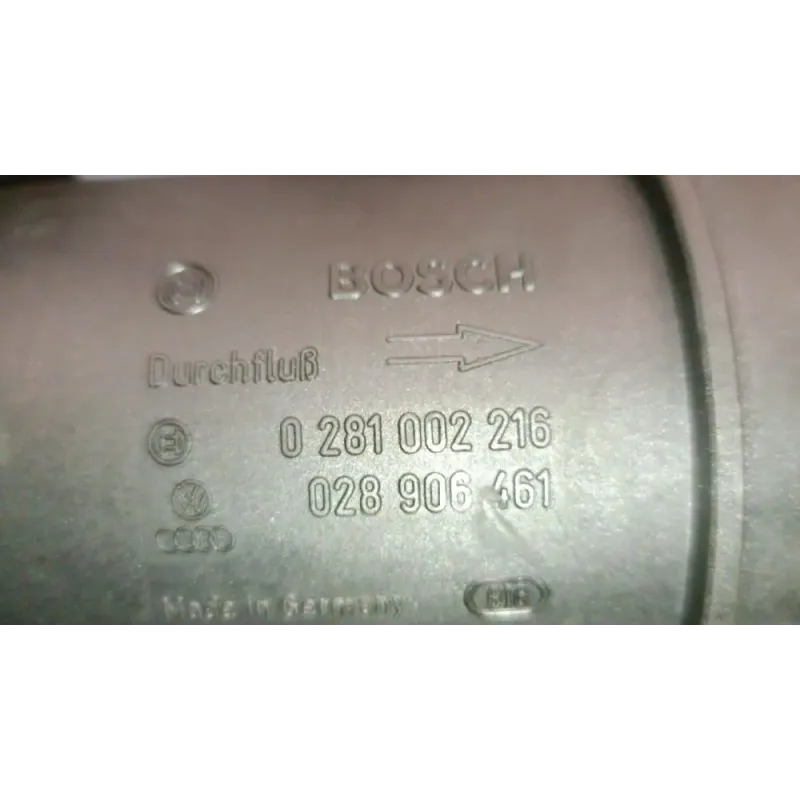 BOSCH
Durchfluß
0 281 002 216
028 906 461
Made in Germany